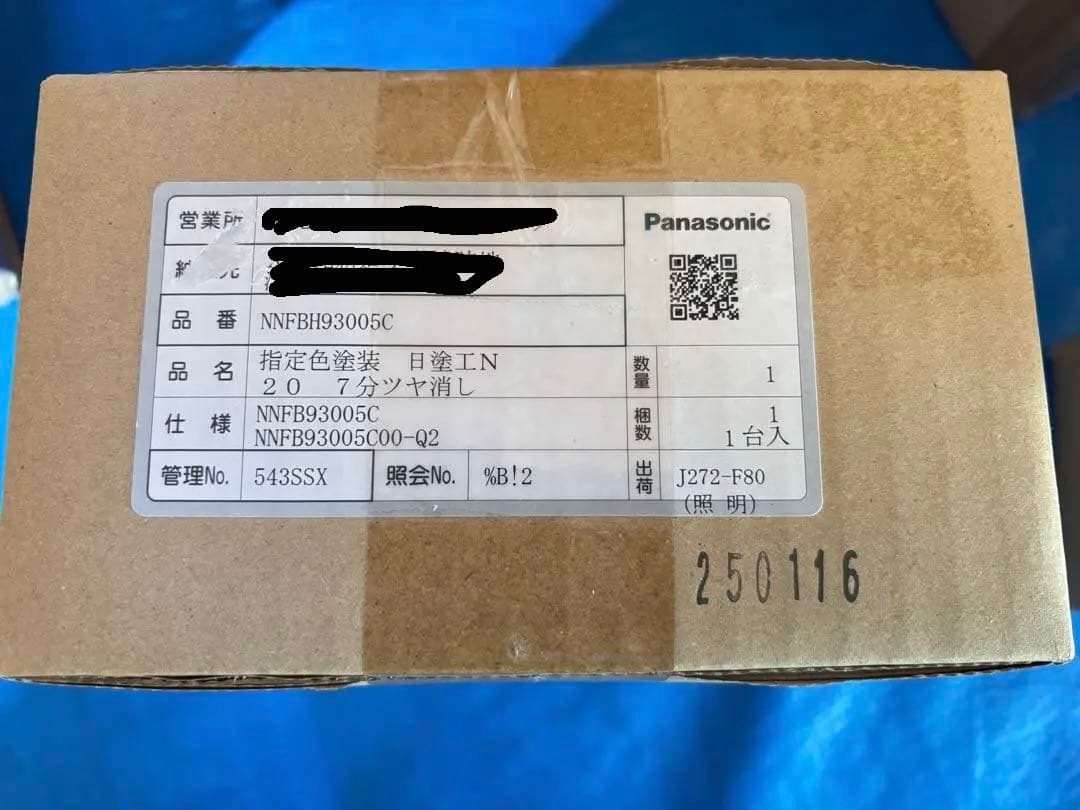 営業所
Panasonic
品番 NNFBH93005C
品名 指定色塗装 日塗工N
20 7分ツヤ消し
数量 1
仕様 NNFB93005C
NNFB93005C00-Q2
梱数 1
1台入
管理No. 543SSX 照会No. %B!2 出荷 J272-F80
(照明)
250116